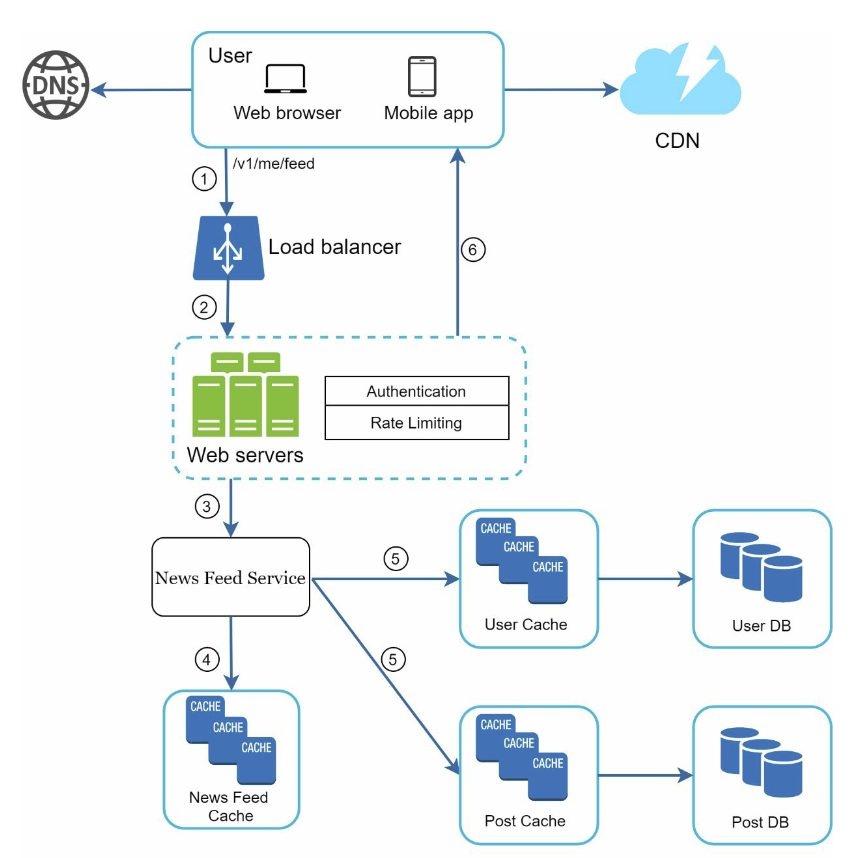 User
DNS
Web browser
Mobile app
CDN
/v1/me/feed
1
Load balancer
6
2
Authentication
Rate Limiting
Web servers
3
CACHE
CACHE
CACHE
User Cache
User DB
5
News Feed Service
4
5
CACHE
CACHE
CACHE
News Feed
Cache
CACHE
CACHE
CACHE
Post Cache
Post DB